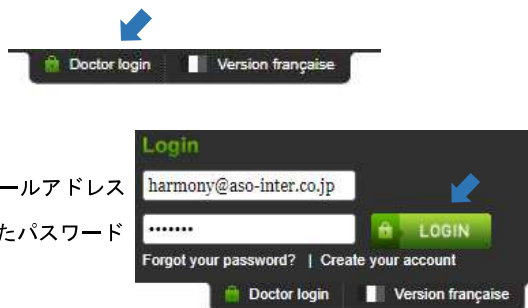 Doctor login Version française
Login
ールアドレス harmony@aso-inter.co.jp
たパスワード •••••••
LOGIN
Forgot your password? | Create your account
Doctor login Version française